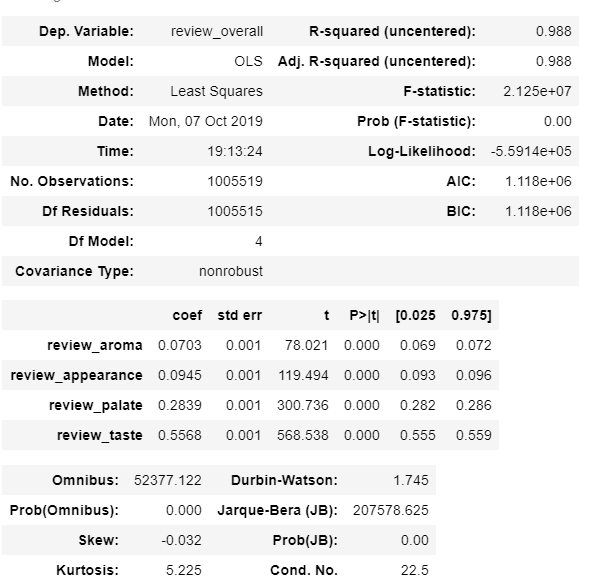 Dep. Variable: review_overall R-squared (uncentered): 0.988
Model: OLS Adj. R-squared (uncentered): 0.988
Method: Least Squares F-statistic: 2.125e+07
Date: Mon, 07 Oct 2019 Prob (F-statistic): 0.00
Time: 19:13:24 Log-Likelihood: -5.5914e+05
No. Observations: 1005519 AIC: 1.118e+06
Df Residuals: 1005515 BIC: 1.118e+06
Df Model: 4
Covariance Type: nonrobust
coef std err t P>|t| [0.025 0.975]
review_aroma 0.0703 0.001 78.021 0.000 0.069 0.072
review_appearance 0.0945 0.001 119.494 0.000 0.093 0.096
review_palate 0.2839 0.001 300.736 0.000 0.282 0.286
review_taste 0.5568 0.001 568.538 0.000 0.555 0.559
Omnibus: 52377.122 Durbin-Watson: 1.745
Prob(Omnibus): 0.000 Jarque-Bera (JB): 207578.625
Skew: -0.032 Prob(JB): 0.00
Kurtosis: 5.225 Cond. No. 22.5